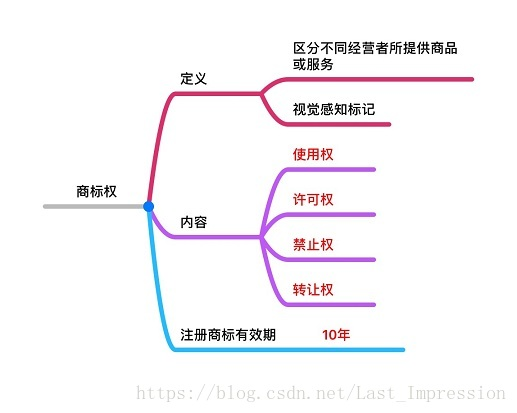 区分不同经营者所提供商品
或服务
定义
视觉感知标记
使用权
商标权
许可权
内容
禁止权
转让权
注册商标有效期 10年
https://blog.csdn.net/Last_Impression